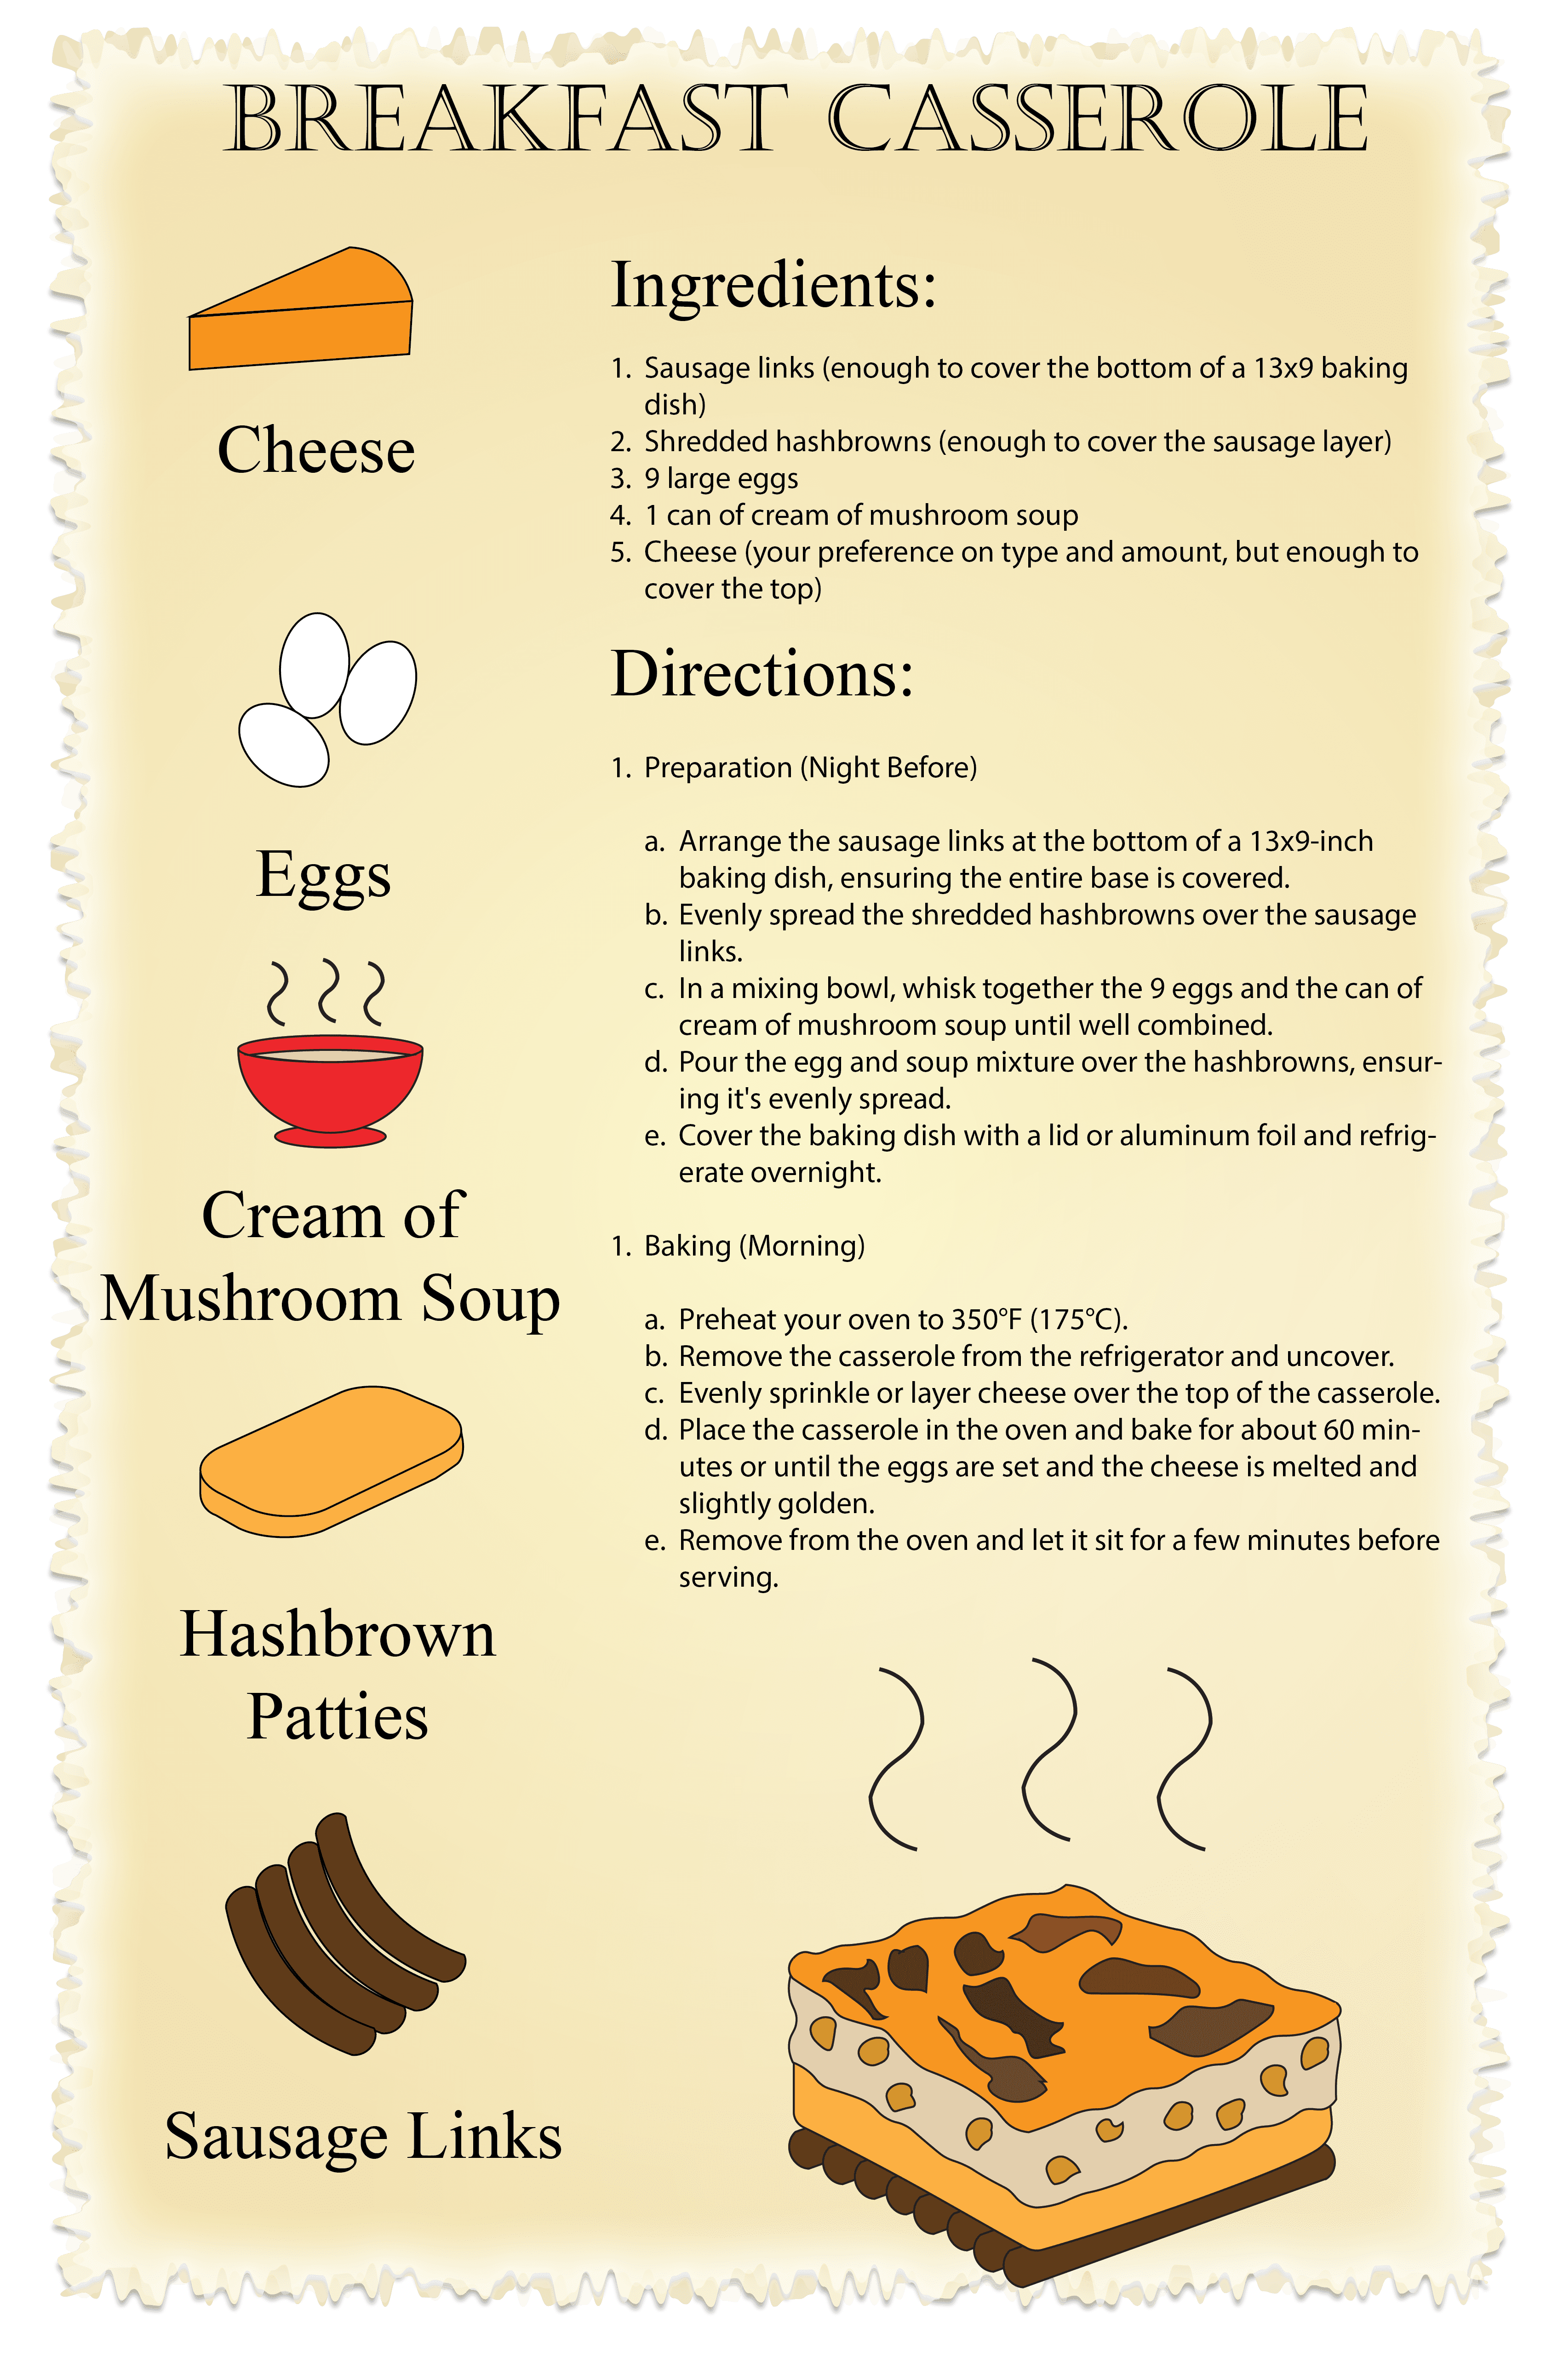 BREAKFAST CASSEROLE
Cheese
Eggs
Cream of
Mushroom Soup
Hashbrown
Patties
Sausage Links
Ingredients:
1. Sausage links (enough to cover the bottom of a 13x9 baking
dish)
2. Shredded hashbrowns (enough to cover the sausage layer)
3. 9 large eggs
4. 1 can of cream of mushroom soup
5. Cheese (your preference on type and amount, but enough to
cover the top)
Directions:
1. Preparation (Night Before)
a. Arrange the sausage links at the bottom of a 13x9-inch
baking dish, ensuring the entire base is covered.
b. Evenly spread the shredded hashbrowns over the sausage
links.
c. In a mixing bowl, whisk together the 9 eggs and the can of
cream of mushroom soup until well combined.
d. Pour the egg and soup mixture over the hashbrowns, ensur-
ing it's evenly spread.
e. Cover the baking dish with a lid or aluminum foil and refrig-
erate overnight.
1. Baking (Morning)
a. Preheat your oven to 350°F (175°C).
b. Remove the casserole from the refrigerator and uncover.
c. Evenly sprinkle or layer cheese over the top of the casserole.
d. Place the casserole in the oven and bake for about 60 min-
utes or until the eggs are set and the cheese is melted and
slightly golden.
e. Remove from the oven and let it sit for a few minutes before
serving.